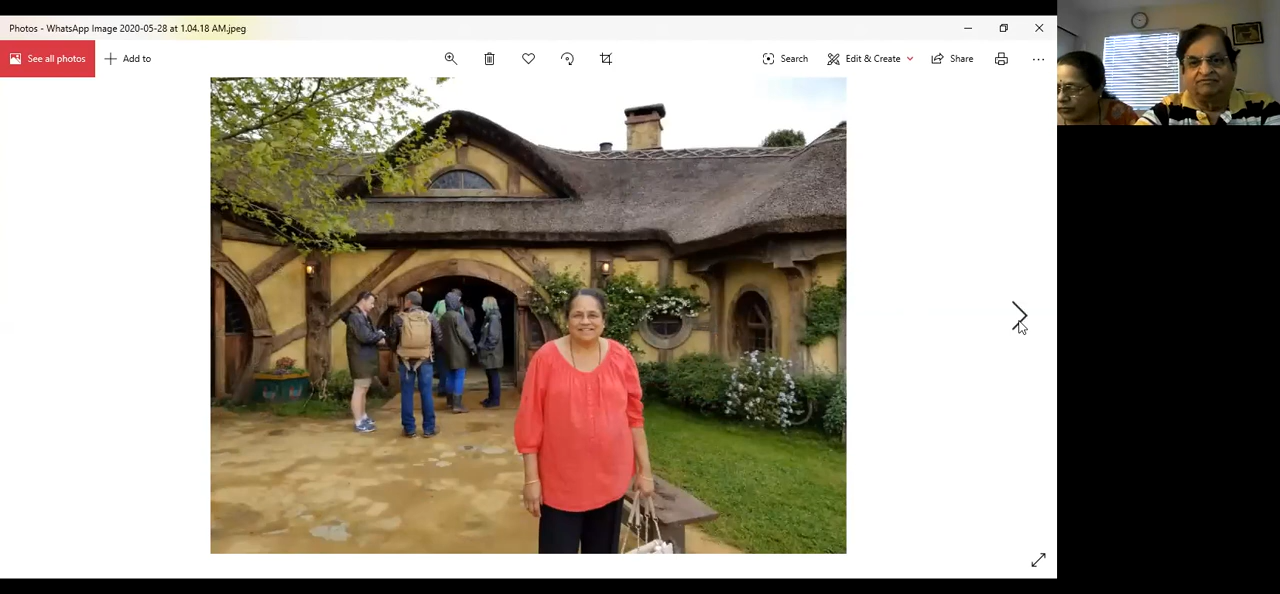 Photos - WhatsApp Image 2020-05-28 at 1.04.18 AM.jpeg
See all photos
Add to
Search
Edit & Create
Share